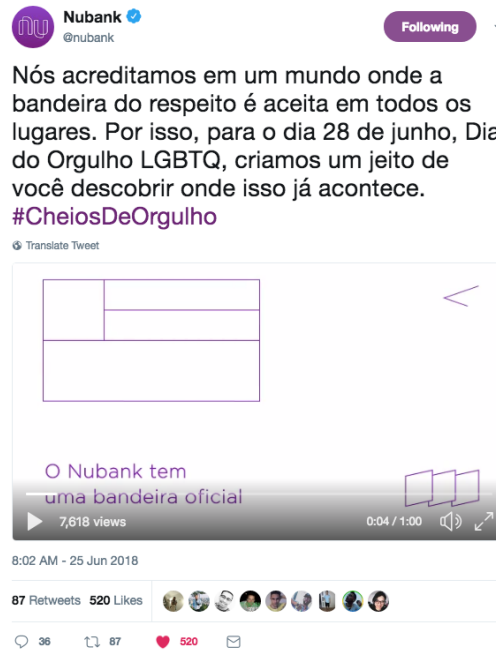 nu
Nubank
@nubank
Following
Nós acreditamos em um mundo onde a
bandeira do respeito é aceita em todos os
lugares. Por isso, para o dia 28 de junho, Dia
do Orgulho LGBTQ, criamos um jeito de
você descobrir onde isso já acontece.
#CheiosDeOrgulho
Translate Tweet
O Nubank tem
uma bandeira oficial
7,618 views
0:04 / 1:00
8:02 AM - 25 Jun 2018
87 Retweets 520 Likes
36 87 520